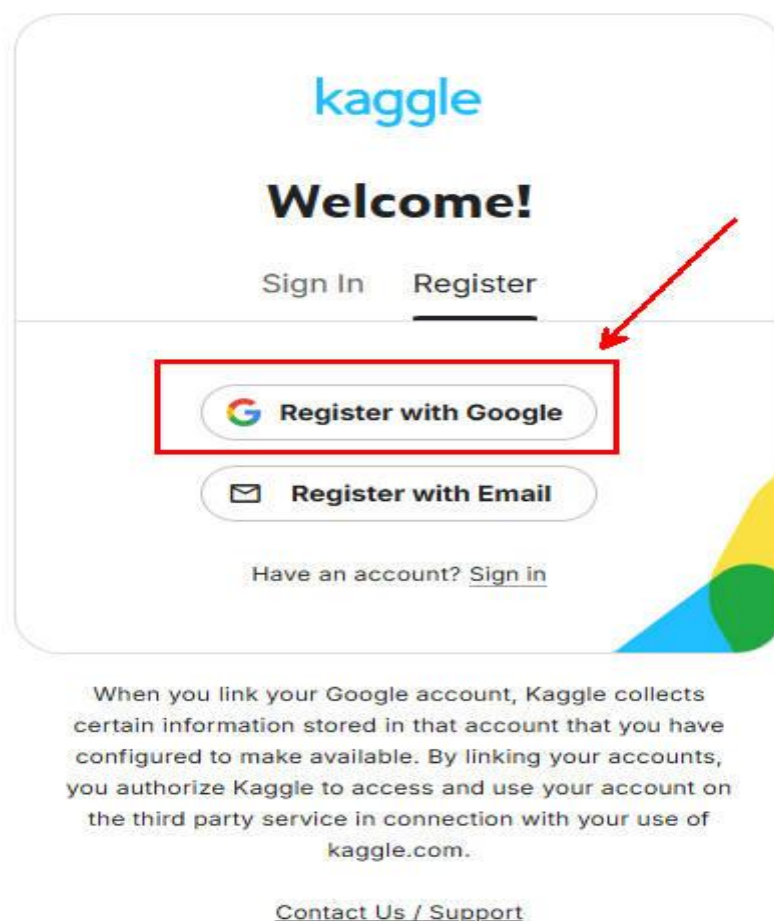 kaggle
Welcome!
Sign In Register
Register with Google
Register with Email
Have an account? Sign in
When you link your Google account, Kaggle collects
certain information stored in that account that you have
configured to make available. By linking your accounts,
you authorize Kaggle to access and use your account on
the third party service in connection with your use of
kaggle.com.
Contact Us / Support